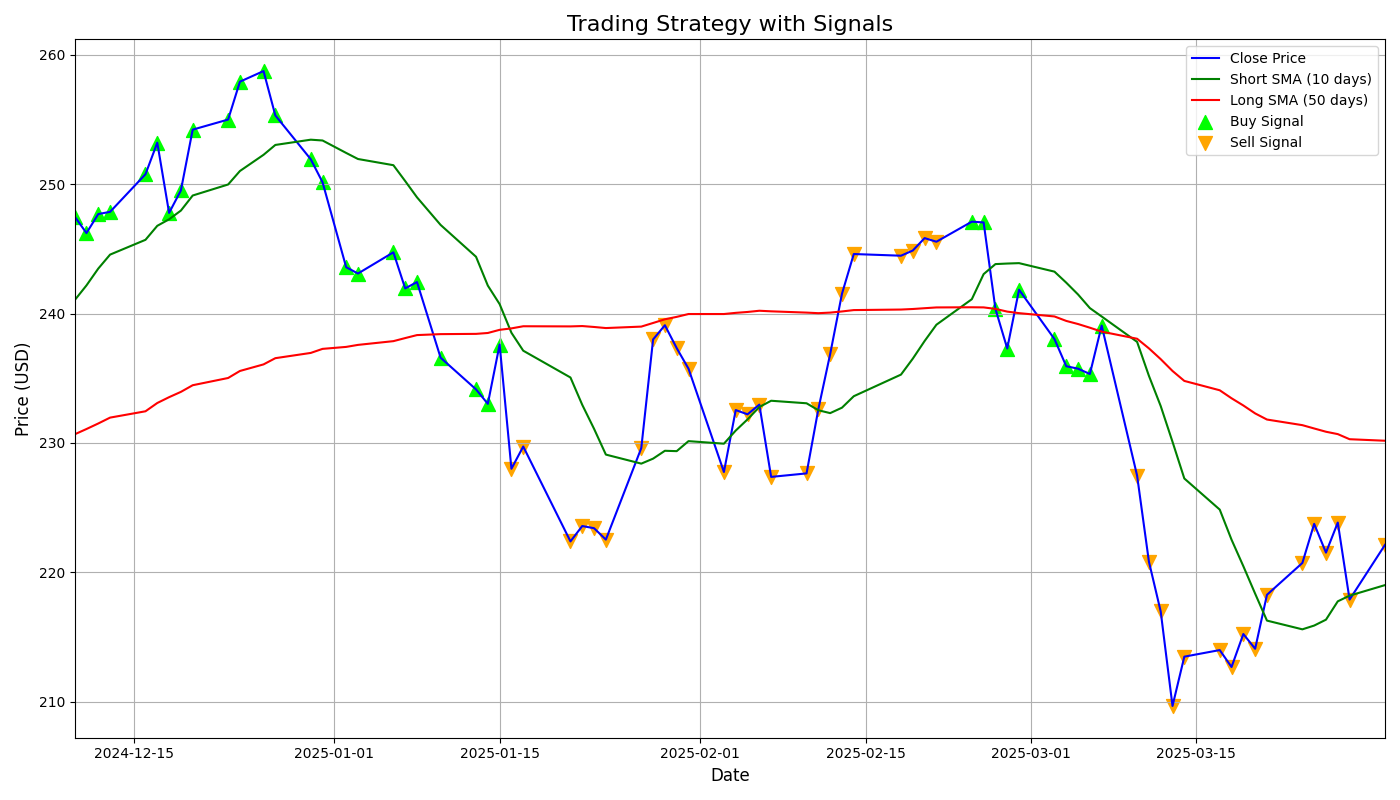 Trading Strategy with Signals
260
250
240
230
220
210
Price (USD)
Close Price
Short SMA (10 days)
Long SMA (50 days)
Buy Signal
Sell Signal
2024-12-15
2025-01-01
2025-01-15
2025-02-01
2025-02-15
2025-03-01
2025-03-15
Date